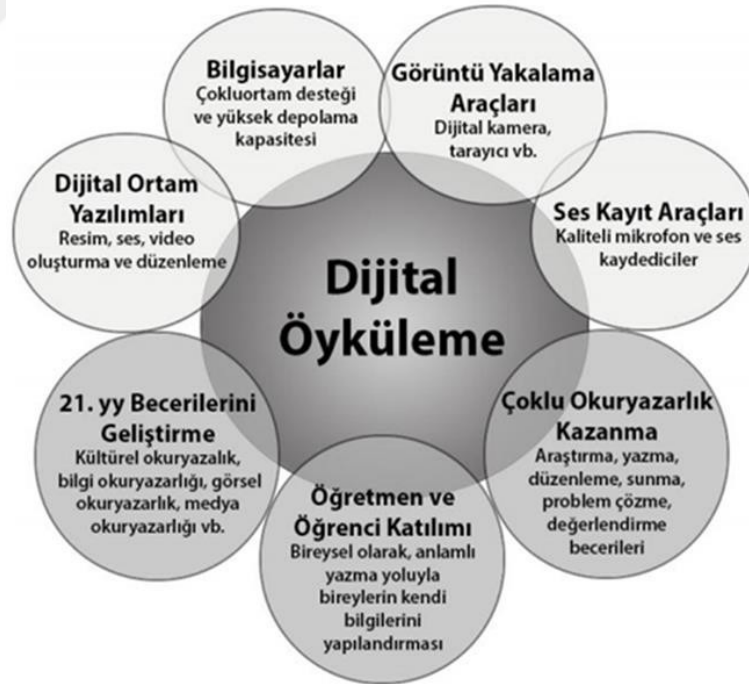 Bilgisayarlar
Çokluortam desteği
ve yüksek depolama
kapasitesi
Görüntü Yakalama
Araçları
Dijital kamera,
tarayıcı vb.
Dijital Ortam
Yazılımları
Resim, ses, video
oluşturma ve düzenleme
Ses Kayıt Araçları
Kaliteli mikrofon ve ses
kaydediciler
Dijital
Öyküleme
21. yy Becerilerini
Geliştirme
Kültürel okuryazalık,
bilgi okuryazarlığı, görsel
okuryazarlık, medya
okuryazarlığı vb.
Öğretmen ve
Öğrenci Katılımı
Bireysel olarak, anlamlı
yazma yoluyla
bireylerin kendi
bilgilerini
yapılandırması
Çoklu Okuryazarlık
Kazanma
Araştırma, yazma,
düzenleme, sunma,
problem çözme,
değerlendirme
becerileri